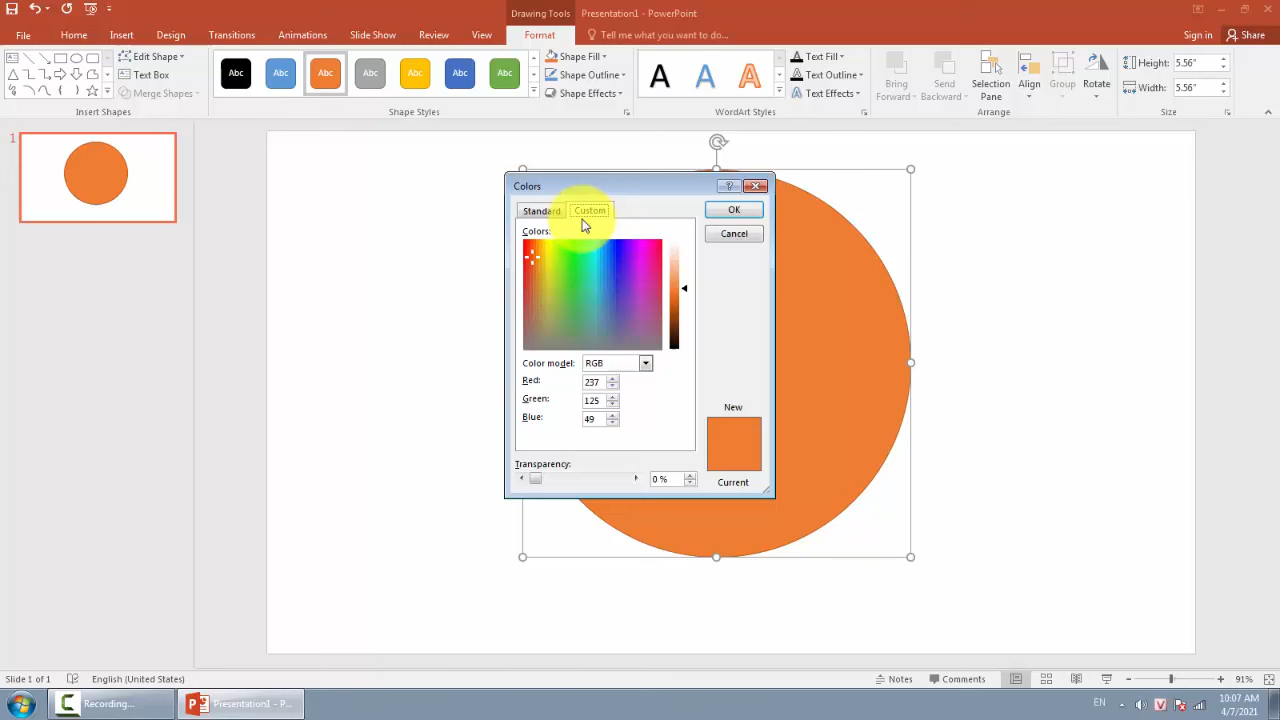 Drawing Tools
Presentation1 - PowerPoint
File
Home
Insert
Design
Transitions
Animations
Slide Show
Review
View
Format
Tell me what you want to do...
Sign in
Share
Edit Shape
Text Box
Merge Shapes
Insert Shapes
Abc
Abc
Abc
Abc
Abc
Abc
Abc
Shape Fill
Shape Outline
Shape Effects
Shape Styles
A
A
A
Text Fill
Text Outline
Text Effects
WordArt Styles
Bring
Forward
Send
Backward
Selection
Pane
Align
Group
Rotate
Arrange
Height:
5.56"
Width:
5.56"
Size
1
Colors
Standard
Custom
OK
Cancel
Colors:
Color model:
RGB
Red:
237
Green:
125
Blue:
49
New
Current
Transparency:
0 %
Slide 1 of 1
English (United States)
Notes
Comments
91%
Recording...
Presentation1 - P...
EN
10:07 AM
4/7/2021